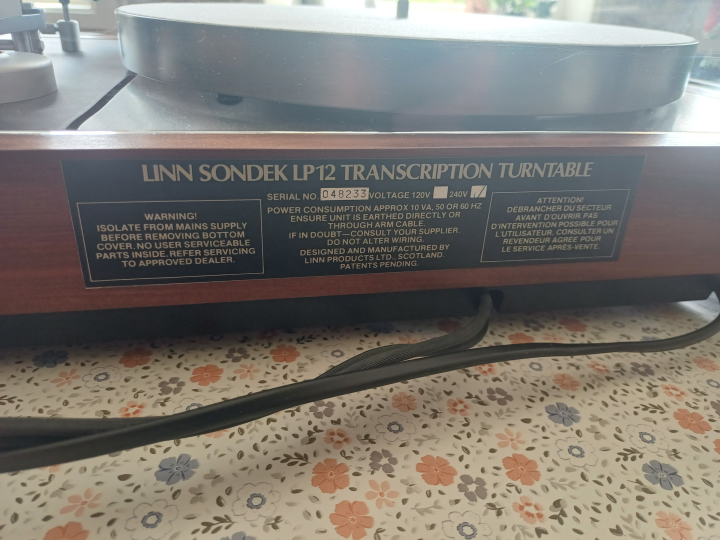 LINN SONDEK LP12 TRANSCRIPTION TURNTABLE
SERIAL NO. 048233 VOLTAGE 120V 240V
WARNING!
ISOLATE FROM MAINS SUPPLY
BEFORE REMOVING BOTTOM
COVER. NO USER SERVICEABLE
PARTS INSIDE. REFER SERVICING
TO APPROVED DEALER.
POWER CONSUMPTION APPROX 10 VA, 50 OR 60 HZ
ENSURE UNIT IS EARTHED DIRECTLY OR
THROUGH ARM CABLE.
IF IN DOUBT—CONSULT YOUR SUPPLIER.
DO NOT ALTER WIRING.
DESIGNED AND MANUFACTURED BY
LINN PRODUCTS LTD., SCOTLAND.
PATENTS PENDING.
ATTENTION!
DÉBRANCHER DU SECTEUR
AVANT D'OUVRIR. PAS
D'INTERVENTION POSSIBLE POUR
L'UTILISATEUR. CONSULTER UN
REVENDEUR AGRÉÉ POUR
LE SERVICE APRÈS-VENTE.